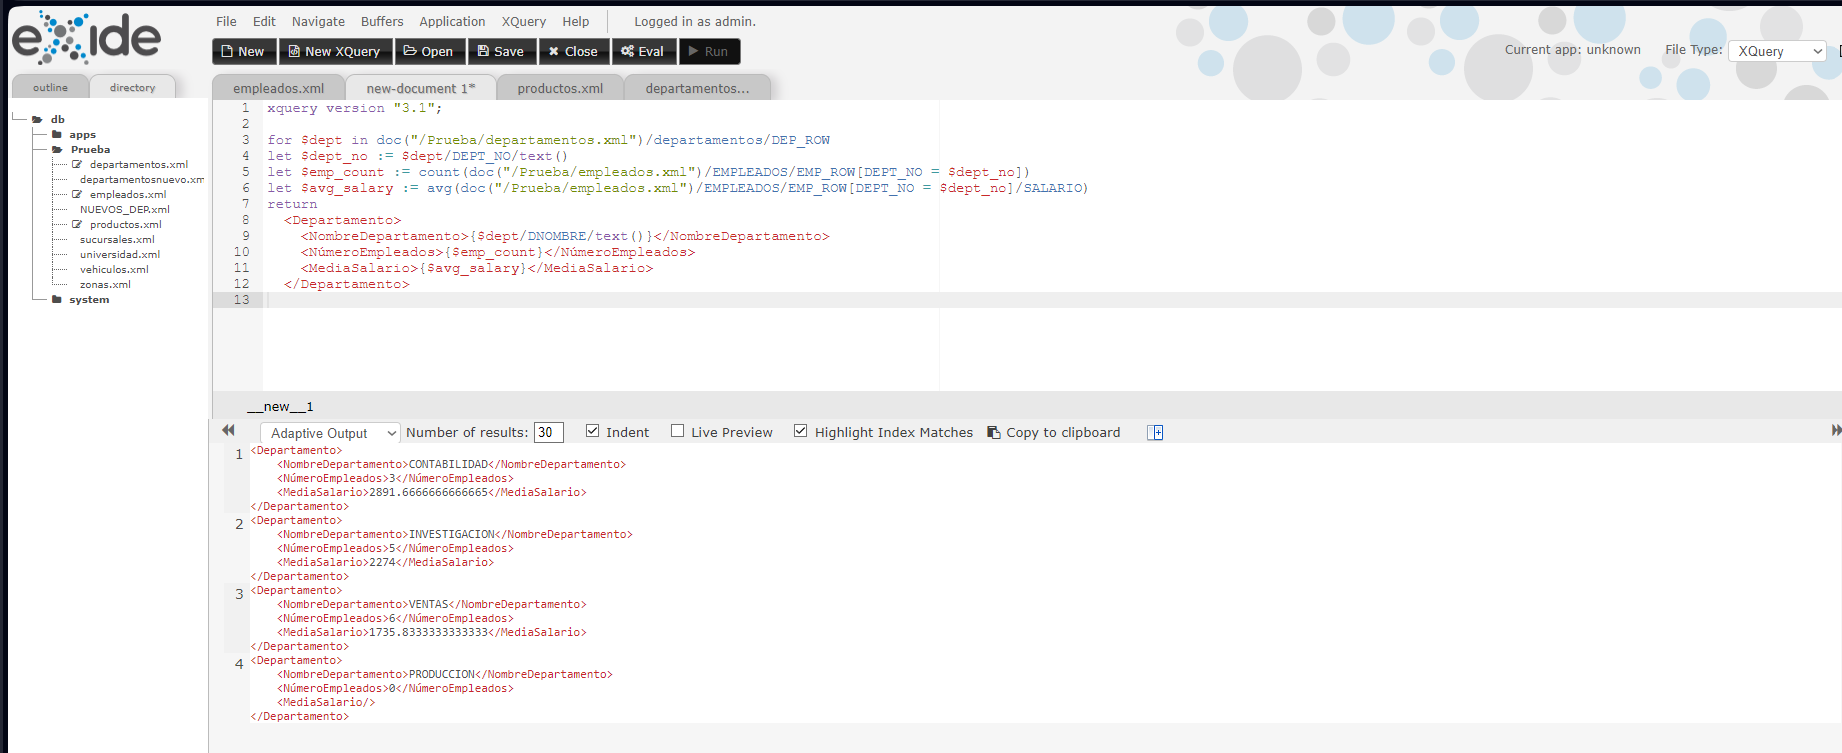 eXide
File Edit Navigate Buffers Application XQuery Help Logged in as admin.
New New XQuery Open Save Close Eval Run
Current app: unknown File Type: XQuery
outline directory
empleados.xml new-document 1* productos.xml departamentos...
db
apps
Prueba
departamentos.xml
departamentosnuevo.xm
empleados.xml
NUEVOS_DEP.xml
productos.xml
sucursales.xml
universidad.xml
vehiculos.xml
zonas.xml
system
1 xquery version "3.1";
2
3 for $dept in doc("/Prueba/departamentos.xml")/departamentos/DEP_ROW
4 let $dept_no := $dept/DEPT_NO/text()
5 let $emp_count := count(doc("/Prueba/empleados.xml")/EMPLEADOS/EMP_ROW[DEPT_NO = $dept_no])
6 let $avg_salary := avg(doc("/Prueba/empleados.xml")/EMPLEADOS/EMP_ROW[DEPT_NO = $dept_no]/SALARIO)
7 return
8 <Departamento>
9 <NombreDepartamento>{$dept/DNOMBRE/text()}</NombreDepartamento>
10 <NúmeroEmpleados>{$emp_count}</NúmeroEmpleados>
11 <MediaSalario>{$avg_salary}</MediaSalario>
12 </Departamento>
13
__new__1
Adaptive Output Number of results: 30 Indent Live Preview Highlight Index Matches Copy to clipboard
1 <Departamento>
<NombreDepartamento>CONTABILIDAD</NombreDepartamento>
<NúmeroEmpleados>3</NúmeroEmpleados>
<MediaSalario>2891.6666666666665</MediaSalario>
</Departamento>
2 <Departamento>
<NombreDepartamento>INVESTIGACION</NombreDepartamento>
<NúmeroEmpleados>5</NúmeroEmpleados>
<MediaSalario>2274</MediaSalario>
</Departamento>
3 <Departamento>
<NombreDepartamento>VENTAS</NombreDepartamento>
<NúmeroEmpleados>6</NúmeroEmpleados>
<MediaSalario>1735.8333333333333</MediaSalario>
</Departamento>
4 <Departamento>
<NombreDepartamento>PRODUCCION</NombreDepartamento>
<NúmeroEmpleados>0</NúmeroEmpleados>
<MediaSalario/>
</Departamento>